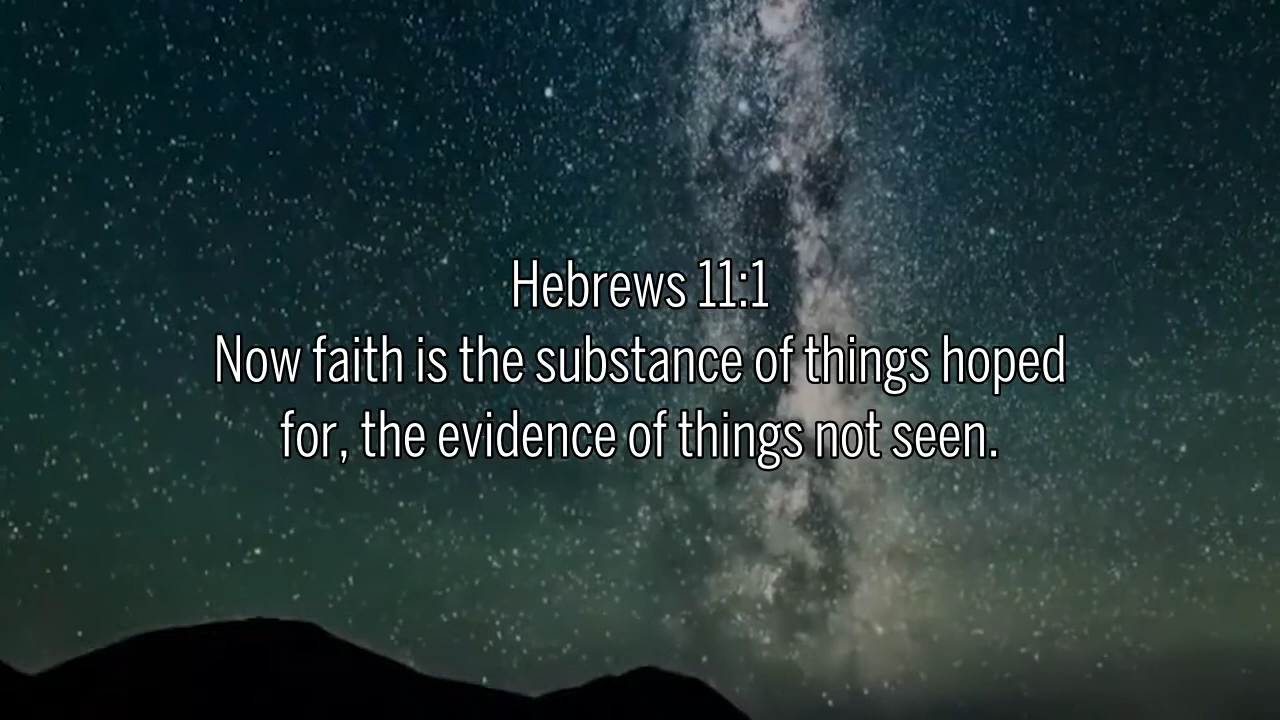 Hebrews 11:1
Now faith is the substance of things hoped
for, the evidence of things not seen.